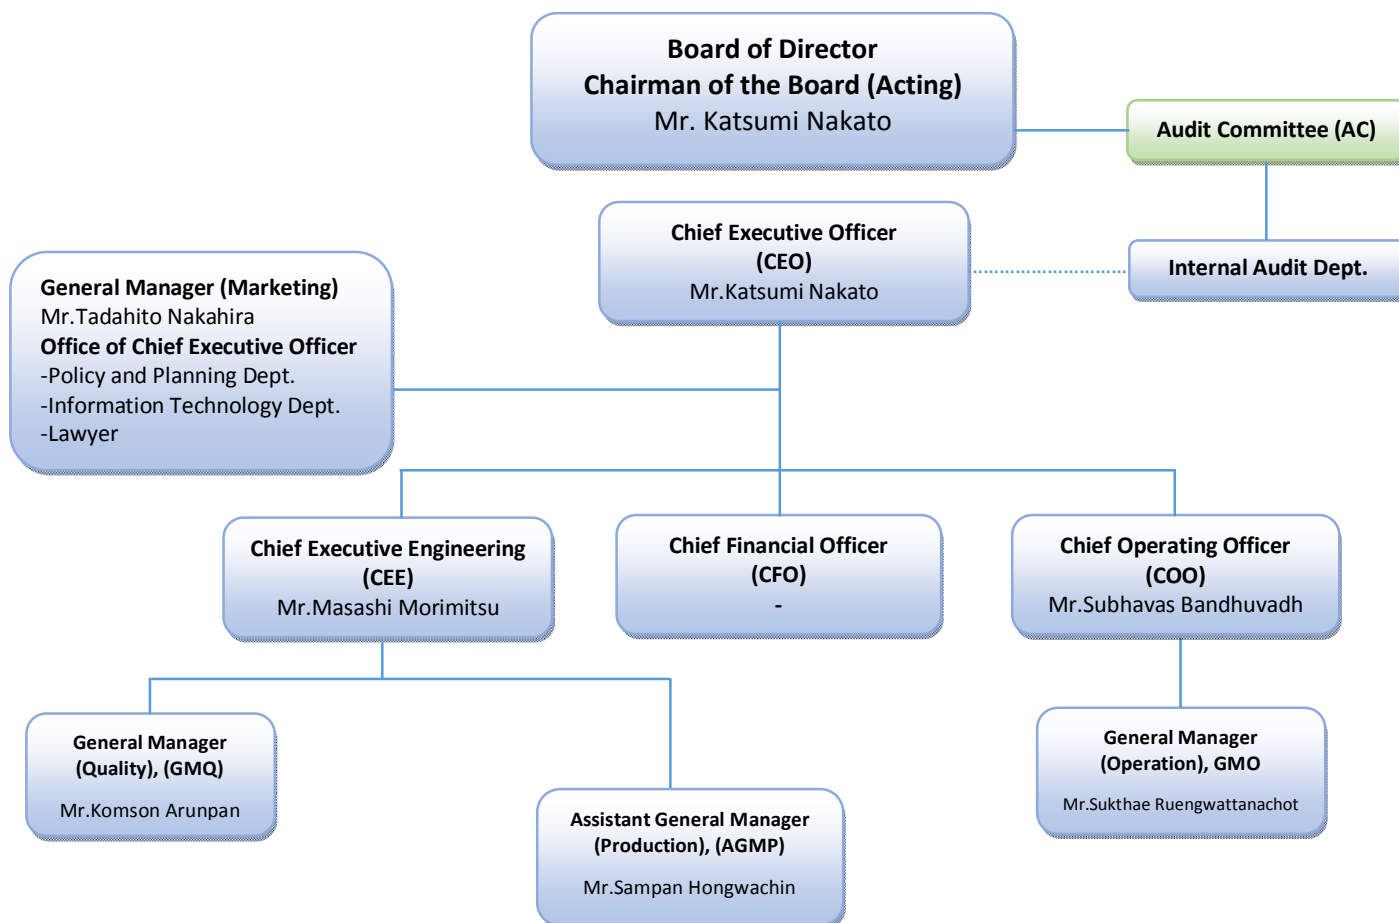 Board of Director
Chairman of the Board (Acting)
Mr. Katsumi Nakato
Audit Committee (AC)
Chief Executive Officer
(CEO)
Mr.Katsumi Nakato
Internal Audit Dept.
General Manager (Marketing)
Mr.Tadahito Nakahira
Office of Chief Executive Officer
-Policy and Planning Dept.
-Information Technology Dept.
-Lawyer
Chief Executive Engineering
(CEE)
Mr.Masashi Morimitsu
Chief Financial Officer
(CFO)
-
Chief Operating Officer
(COO)
Mr.Subhavas Bandhuvadh
General Manager
(Quality), (GMQ)
Mr.Komson Arunpan
Assistant General Manager
(Production), (AGMP)
Mr.Sampan Hongwachin
General Manager
(Operation), GMO
Mr.Sukthae Ruengwattanachot